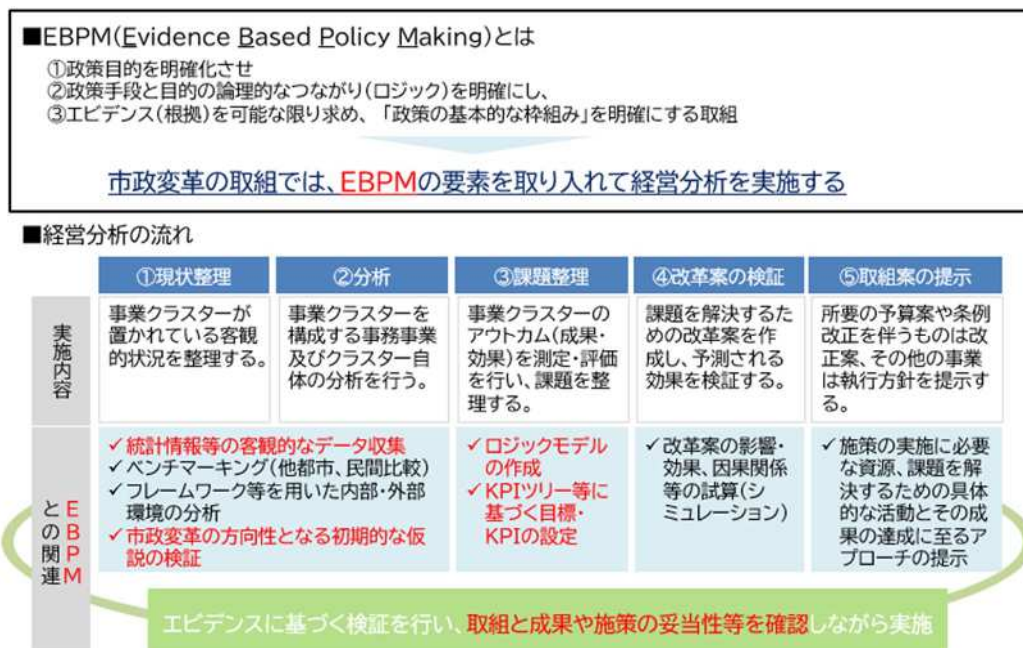 ■EBPM(Evidence Based Policy Making)とは
①政策目的を明確化させ
②政策手段と目的の論理的なつながり(ロジック)を明確にし、
③エビデンス(根拠)を可能な限り求め、「政策の基本的な枠組み」を明確にする取組
市政変革の取組では、EBPMの要素を取り入れて経営分析を実施する
■経営分析の流れ
①現状整理
②分析
③課題整理
④改革案の検証
⑤取組案の提示
実施内容
事業クラスターが
置かれている客観
的状況を整理する。
事業クラスターを
構成する事務事業
及びクラスター自
体の分析を行う。
事業クラスターの
アウトカム(成果・
効果)を測定・評価
を行い、課題を整
理する。
課題を解決するた
めの改革案を作
成し、予測される
効果を検証する。
所要の予算案や条例
改正を伴うものは改
正案、その他の事業
は執行方針を提示す
る。
EBPM
との関連
✓統計情報等の客観的なデータ収集
✓ベンチマーキング(他都市、民間比較)
✓フレームワーク等を用いた内部・外部
環境の分析
✓市政変革の方向性となる初期的な仮
説の検証
✓ロジックモデル
の作成
✓KPIツリー等に
基づく目標・
KPIの設定
✓改革案の影響・
効果、因果関係
等の試算(シ
ミュレーション)
✓施策の実施に必要
な資源、課題を解
決するための具体
的な活動とその成
果の達成に至るア
プローチの提示
エビデンスに基づく検証を行い、取組と成果や施策の妥当性等を確認しながら実施